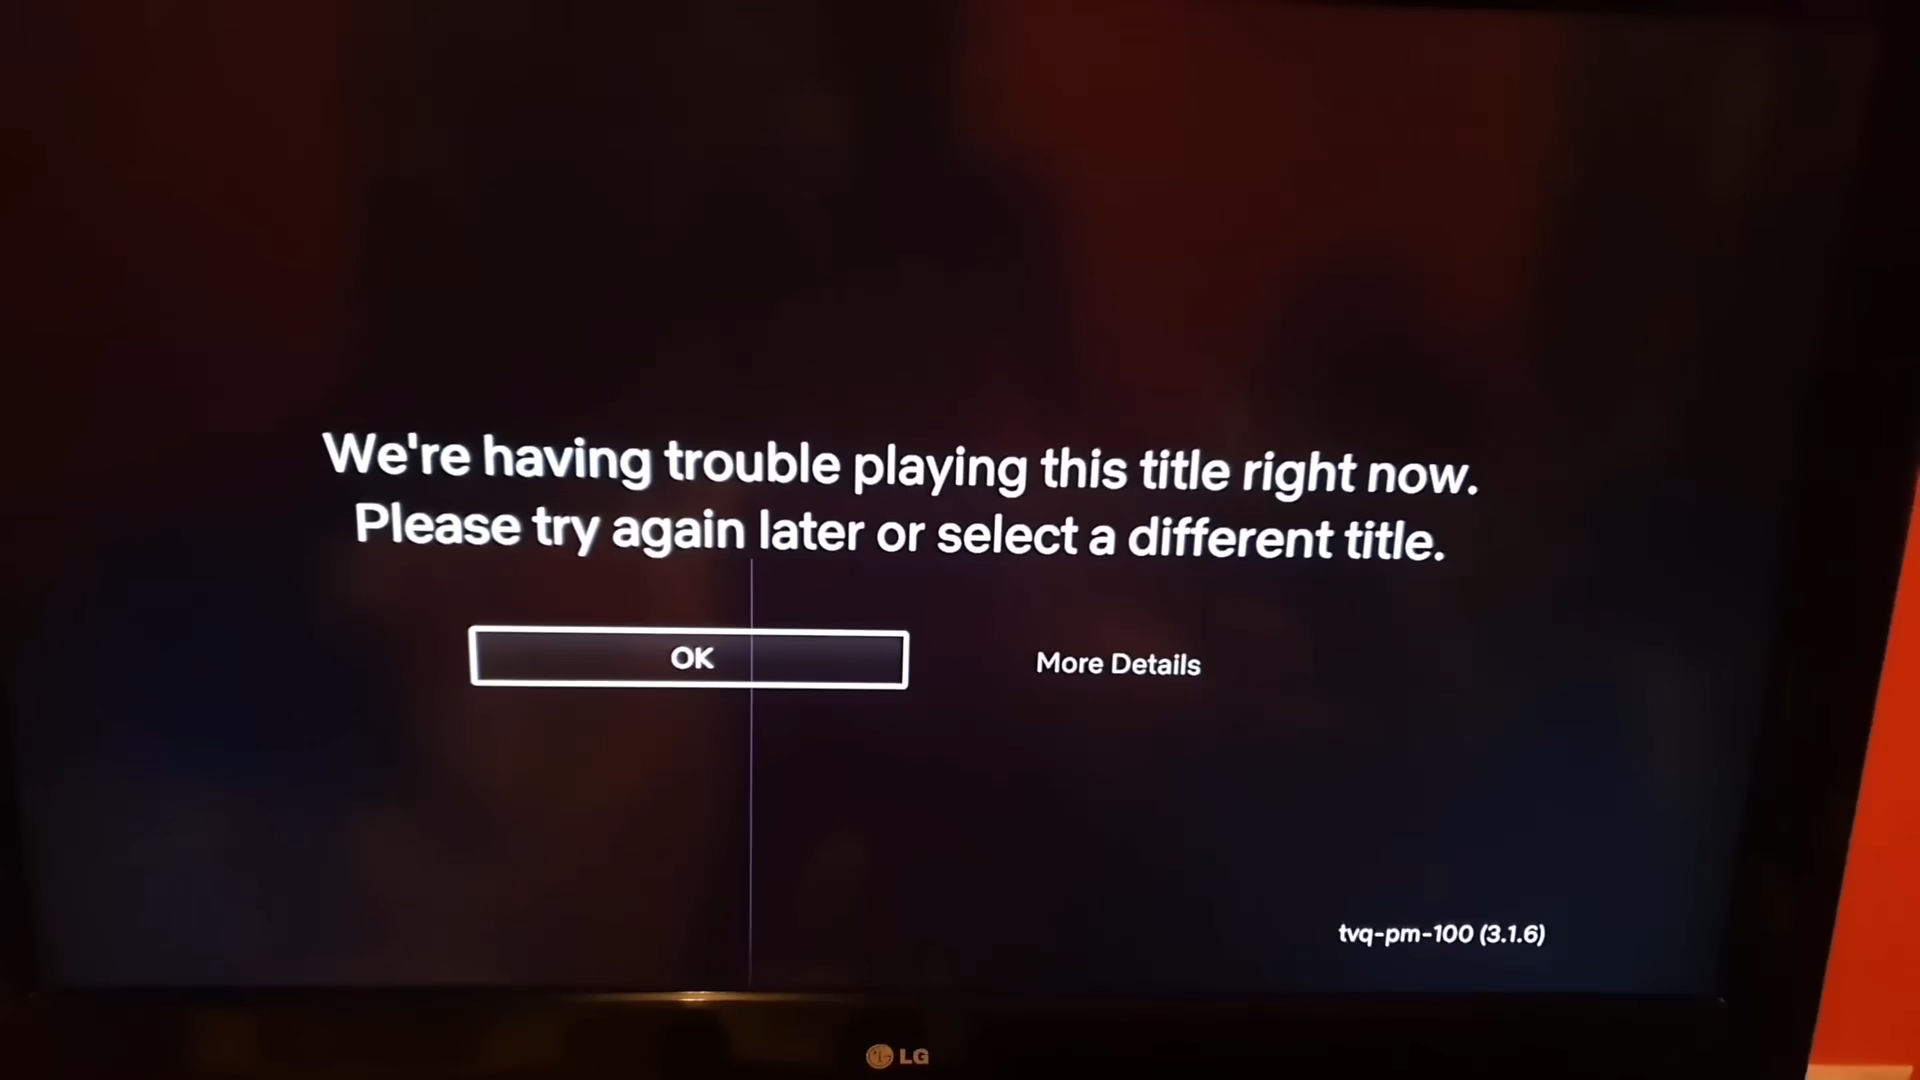 We're having trouble playing this title right now.
Please try again later or select a different title.
OK
More Details
tvq-pm-100 (3.1.6)
LG